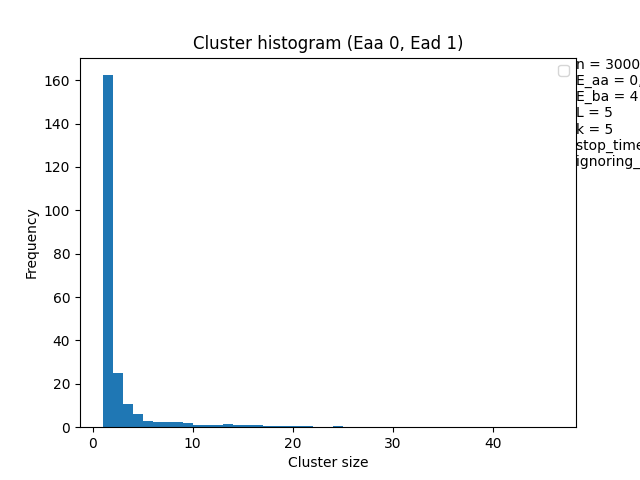 Cluster histogram (Eaa 0, Ead 1)
n = 3000
E_aa = 0,
E_ba = 4
L = 5
k = 5
stop_time
ignoring_
160
140
120
100
80
60
40
20
0
Frequency
0 10 20 30 40
Cluster size